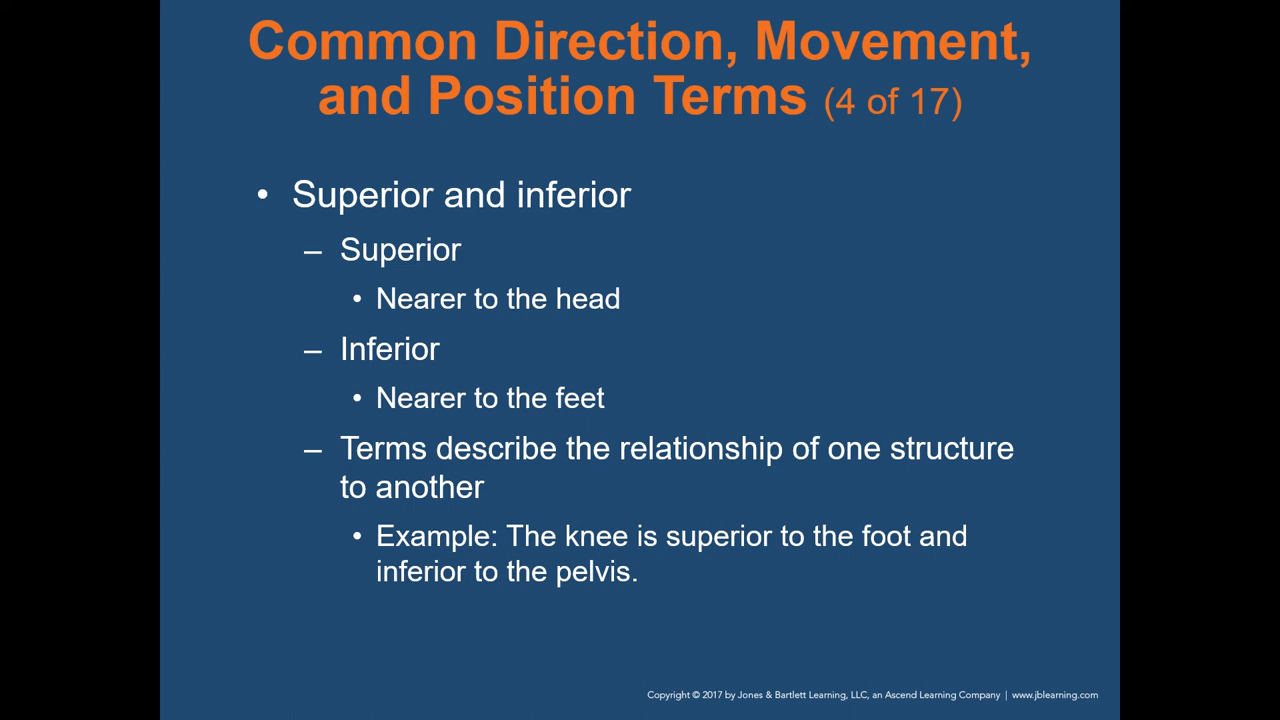 Common Direction, Movement,
and Position Terms (4 of 17)
• Superior and inferior
– Superior
• Nearer to the head
– Inferior
• Nearer to the feet
– Terms describe the relationship of one structure
to another
• Example: The knee is superior to the foot and
inferior to the pelvis.
Copyright © 2017 by Jones & Bartlett Learning, LLC, an Ascend Learning Company | www.jblearning.com